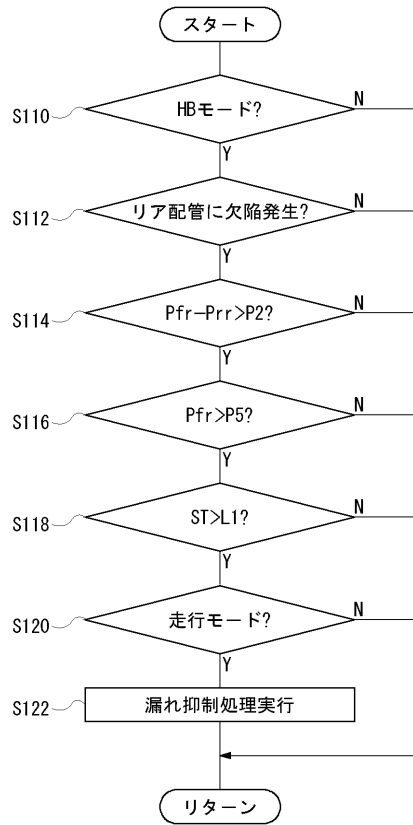 スタート
S110
HBモード?
N
Y
S112
リア配管に欠陥発生?
N
Y
S114
Pfr−Prr>P2?
N
Y
S116
Pfr>P5?
N
Y
S118
ST>L1?
N
Y
S120
走行モード?
N
Y
S122
漏れ抑制処理実行
リターン